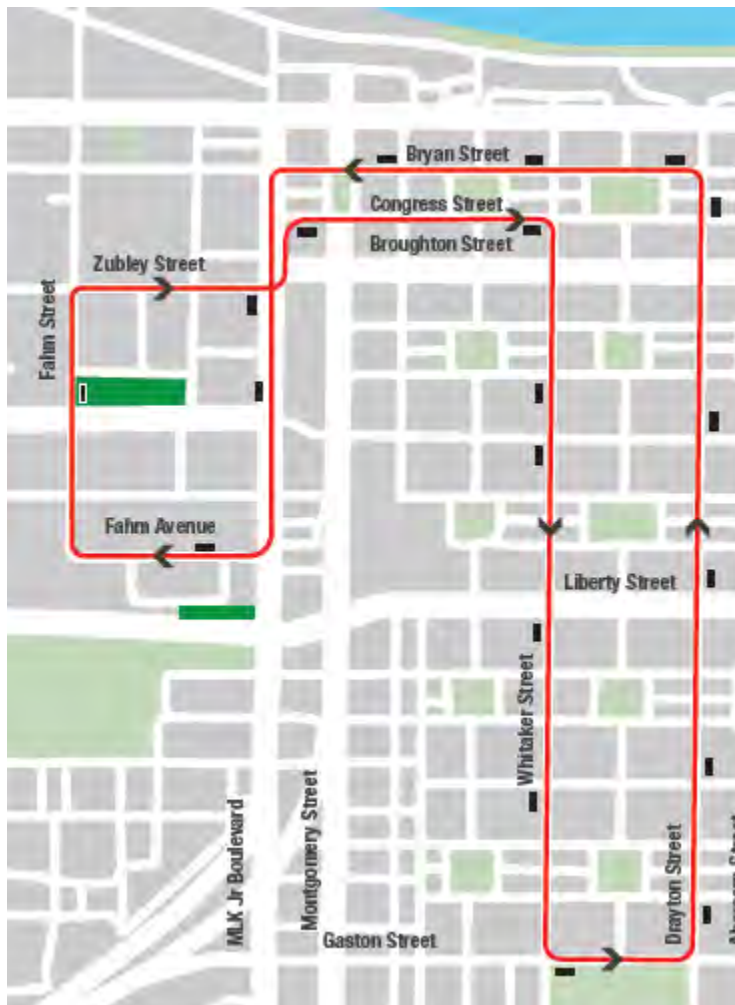 Bryan Street
Congress Street
Broughton Street
Zubley Street
Fahm Street
Fahm Avenue
Liberty Street
Whitaker Street
MLK Jr Boulevard
Montgomery Street
Drayton Street
Gaston Street